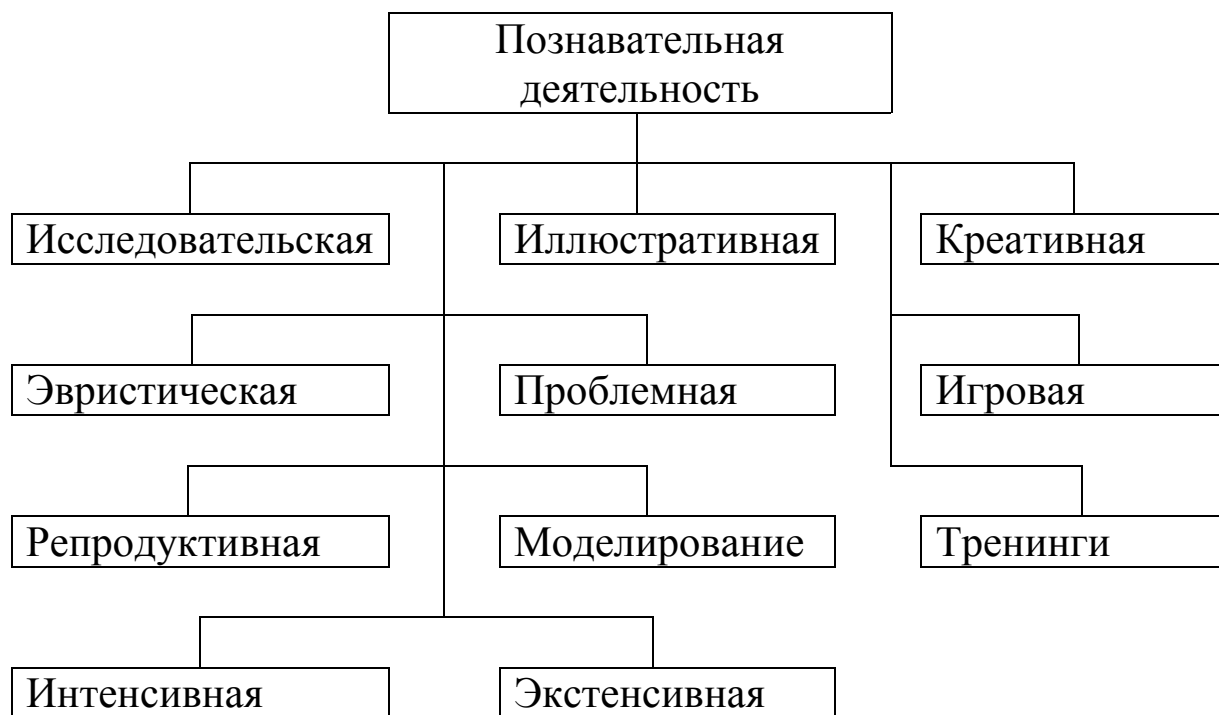 Познавательная
деятельность
Исследовательская
Иллюстративная
Креативная
Эвристическая
Проблемная
Игровая
Репродуктивная
Моделирование
Тренинги
Интенсивная
Экстенсивная